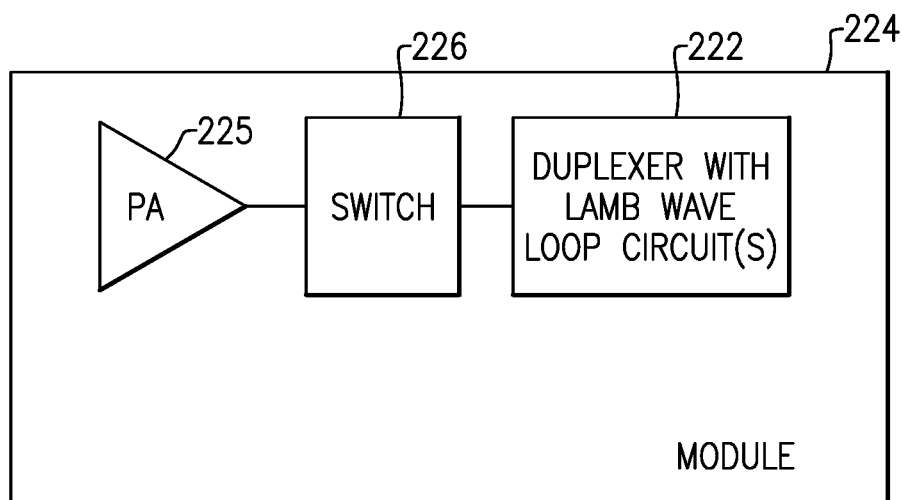 224
226
222
225
PA
SWITCH
DUPLEXER WITH
LAMB WAVE
LOOP CIRCUIT(S)
MODULE